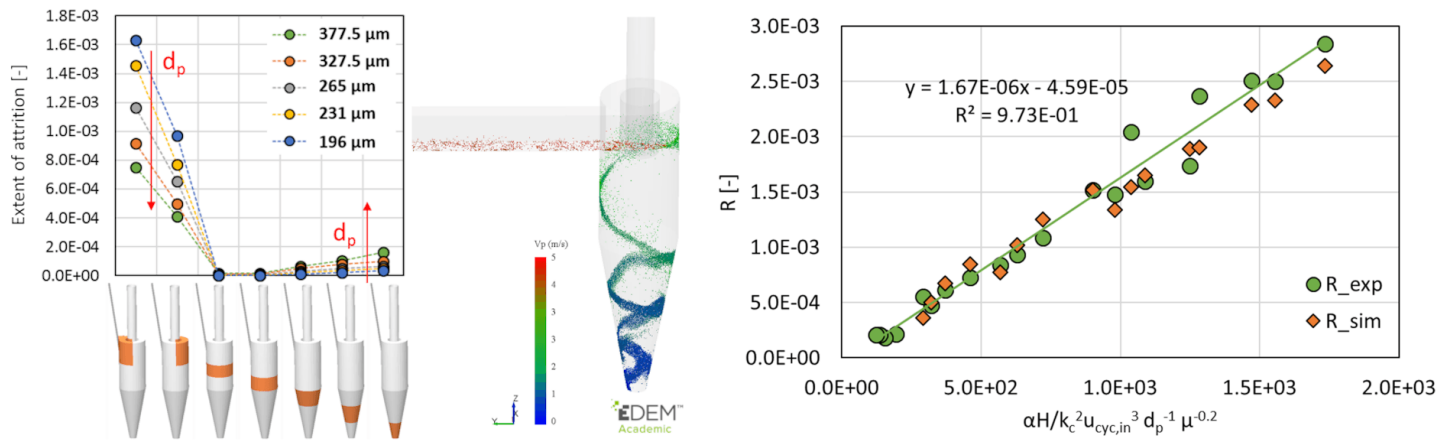 1.8E-03
1.6E-03
1.4E-03
1.2E-03
1.0E-03
8.0E-04
6.0E-04
4.0E-04
2.0E-04
0.0E+00
Extent of attrition [-]
dp
dp
377.5 µm
327.5 µm
265 µm
231 µm
196 µm
Vp (m/s)
5
4
3
2
1
0
Z
X
Y
EDEM™
Academic
3.0E-03
2.5E-03
2.0E-03
1.5E-03
1.0E-03
5.0E-04
0.0E+00
R [-]
y = 1.67E-06x - 4.59E-05
R² = 9.73E-01
R_exp
R_sim
0.0E+00
5.0E+02
1.0E+03
1.5E+03
2.0E+03
αH/kc²ucyc,in³ dp⁻¹ µ⁻⁰·²